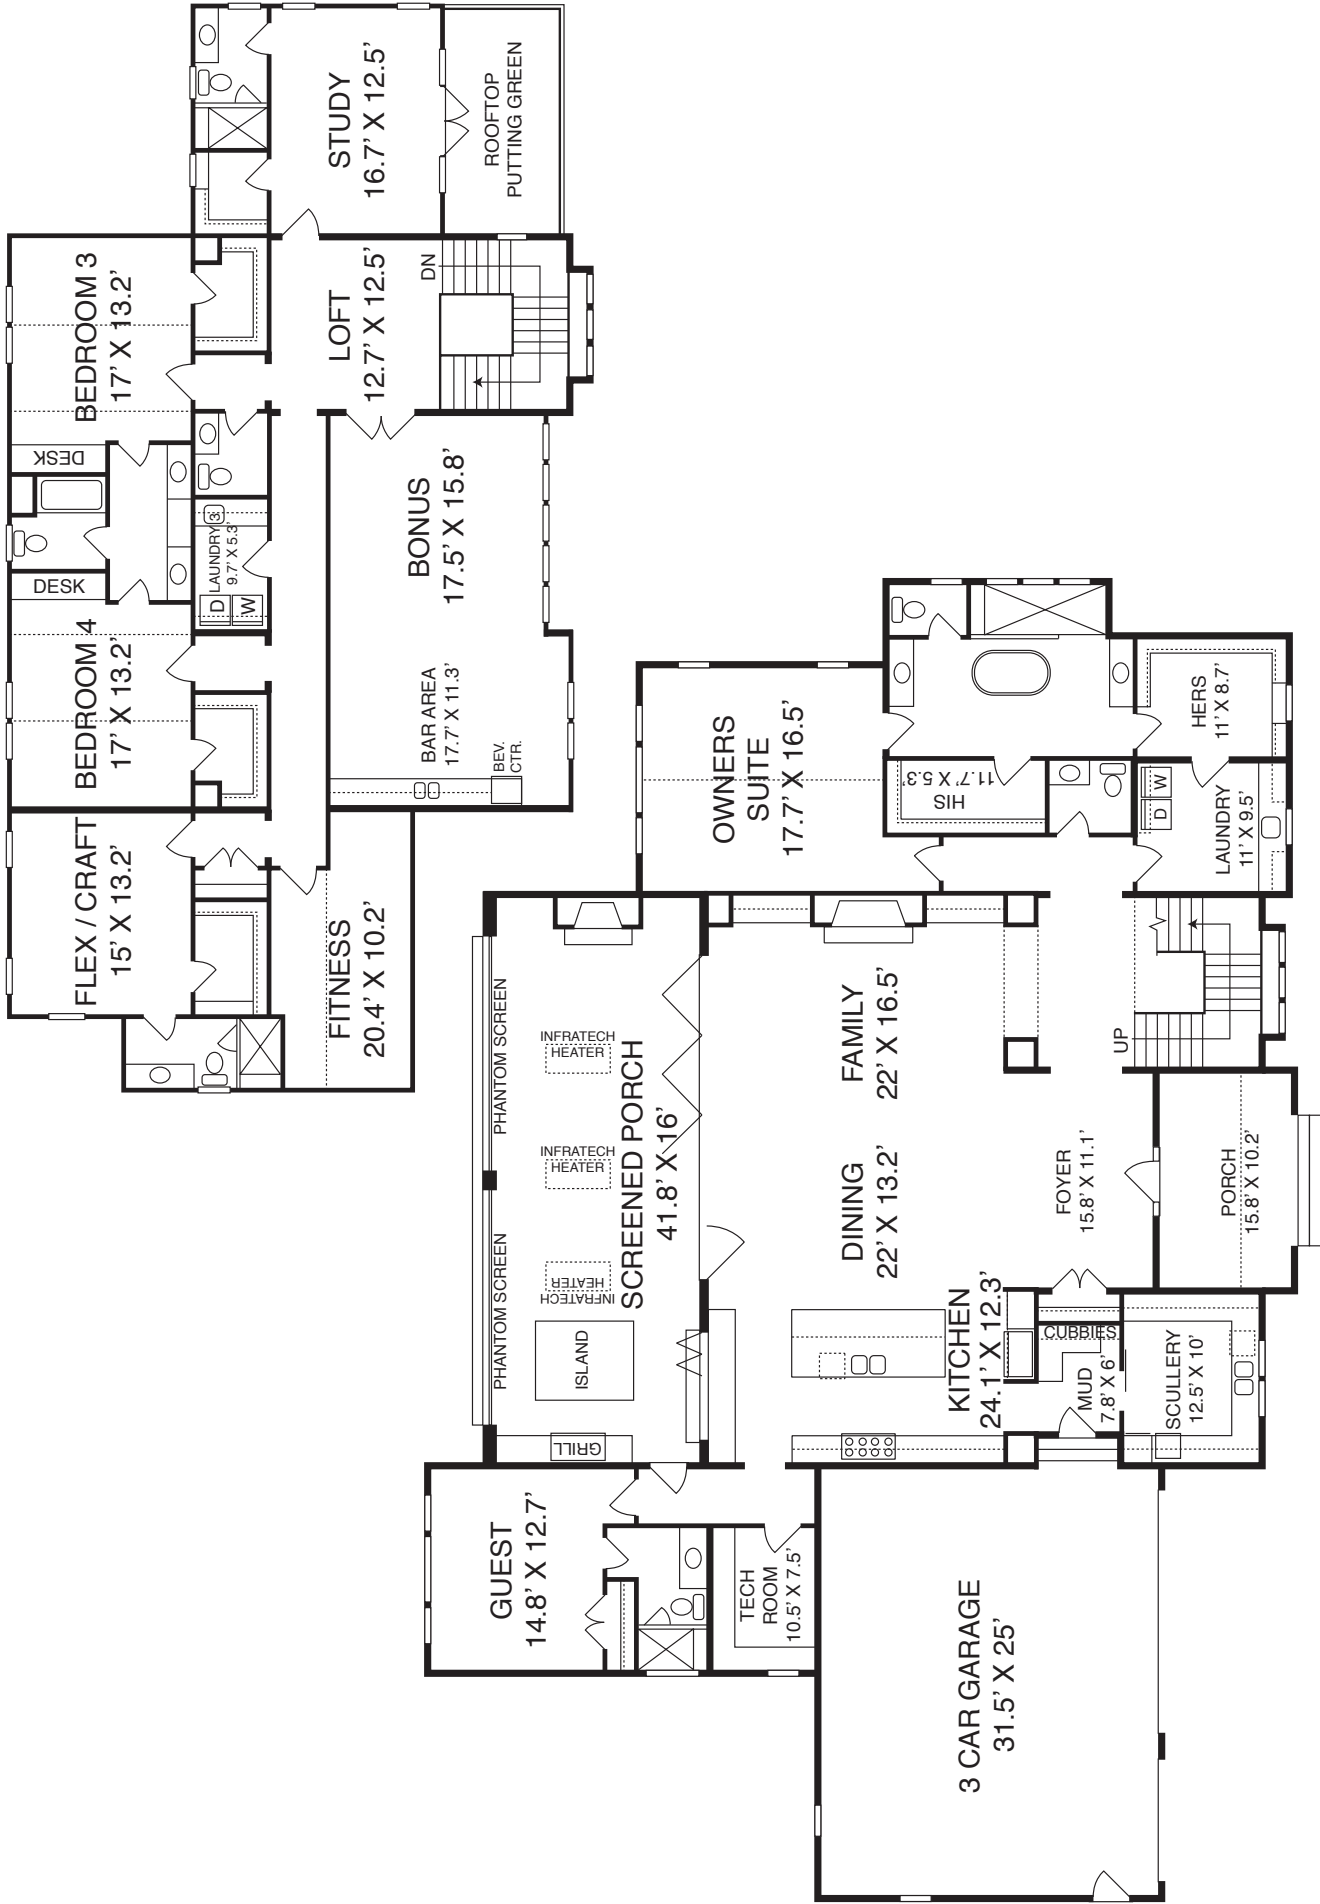 STUDY
16.7’ X 12.5’
ROOFTOP
PUTTING GREEN
BEDROOM 3
17’ X 13.2’
LOFT
12.7’ X 12.5’
DN
DESK
DESK
LAUNDRY 3
9.7’ X 5.3’
D
W
BEDROOM 4
17’ X 13.2’
BONUS
17.5’ X 15.8’
BAR AREA
17.7’ X 11.3’
BEV.
CTR.
FLEX / CRAFT
15’ X 13.2’
FITNESS
20.4’ X 10.2’
OWNERS
SUITE
17.7’ X 16.5’
HIS
11.7’ X 5.3’
HERS
11’ X 8.7’
D
W
LAUNDRY
11’ X 9.5’
UP
PHANTOM SCREEN
PHANTOM SCREEN
INFRATECH
HEATER
INFRATECH
HEATER
INFRATECH
HEATER
SCREENED PORCH
41.8’ X 16’
ISLAND
GRILL
FAMILY
22’ X 16.5’
DINING
22’ X 13.2’
FOYER
15.8’ X 11.1’
PORCH
15.8’ X 10.2’
KITCHEN
24.1’ X 12.3’
CUBBIES
MUD
7.8’ X 6’
SCULLERY
12.5’ X 10’
GUEST
14.8’ X 12.7’
TECH
ROOM
10.5’ X 7.5’
3 CAR GARAGE
31.5’ X 25’